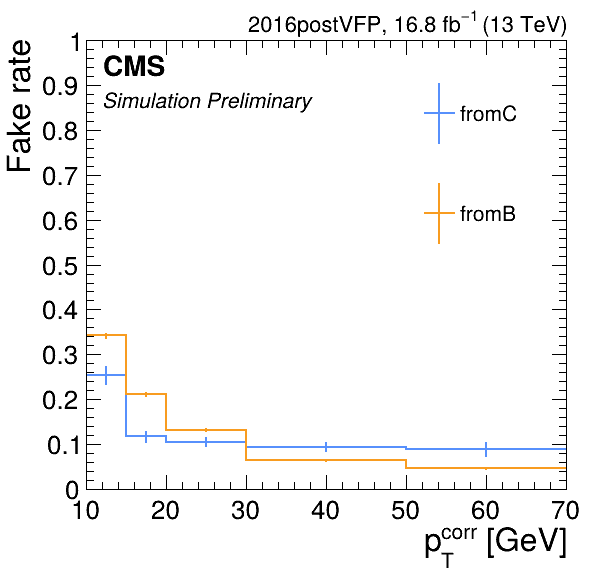 2016postVFP, 16.8 fb⁻¹ (13 TeV)
CMS
Simulation Preliminary
fromC
fromB
Fake rate
1
0.9
0.8
0.7
0.6
0.5
0.4
0.3
0.2
0.1
0
10 20 30 40 50 60 70
p_T^corr [GeV]